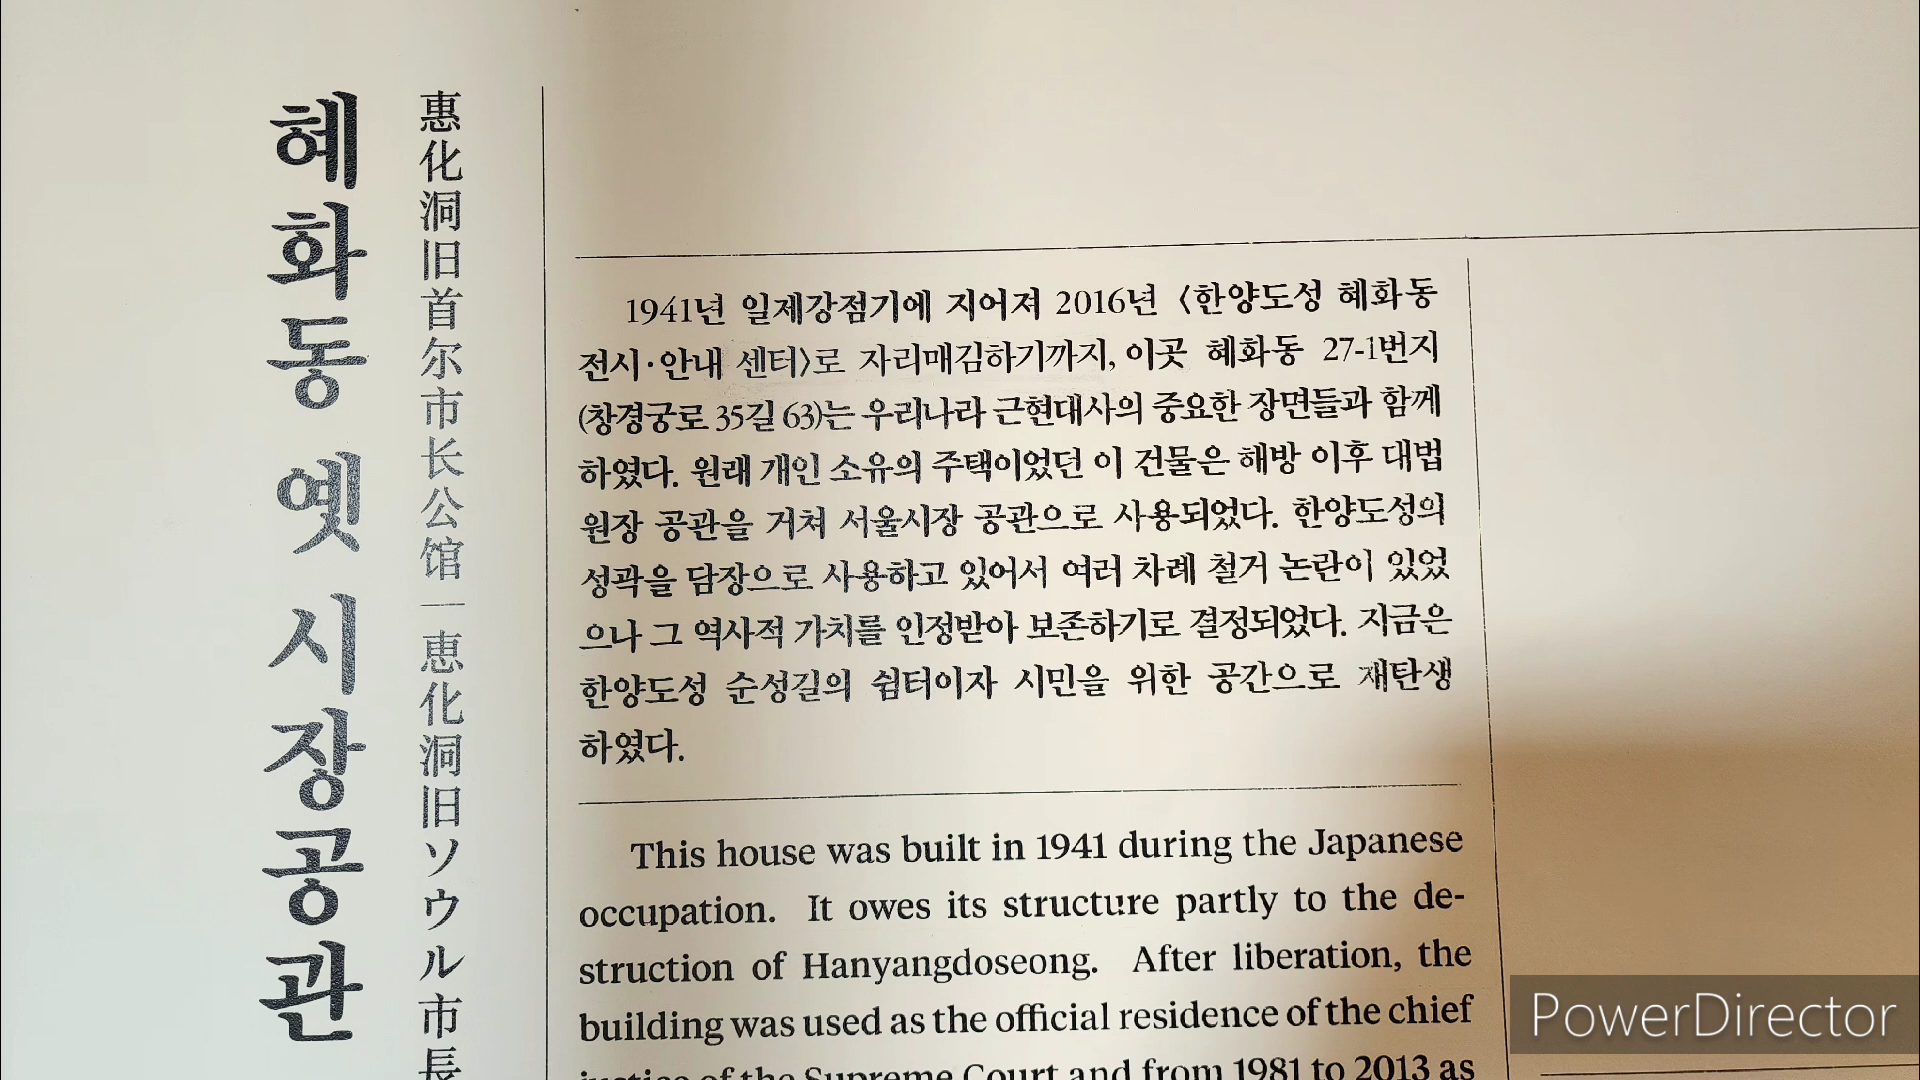 혜화동 옛 시장공관
惠化洞旧首尔市长公馆｜恵化洞旧ソウル市長
1941년 일제강점기에 지어져 2016년 〈한양도성 혜화동
전시·안내 센터〉로 자리매김하기까지, 이곳 혜화동 27-1번지
(창경궁로 35길 63)는 우리나라 근현대사의 중요한 장면들과 함께
하였다. 원래 개인 소유의 주택이었던 이 건물은 해방 이후 대법
원장 공관을 거쳐 서울시장 공관으로 사용되었다. 한양도성의
성곽을 담장으로 사용하고 있어서 여러 차례 철거 논란이 있었
으나 그 역사적 가치를 인정받아 보존하기로 결정되었다. 지금은
한양도성 순성길의 쉼터이자 시민을 위한 공간으로 재탄생
하였다.
This house was built in 1941 during the Japanese
occupation. It owes its structure partly to the de-
struction of Hanyangdoseong. After liberation, the
building was used as the official residence of the chief
justice of the Supreme Court and from 1981 to 2013 as
PowerDirector